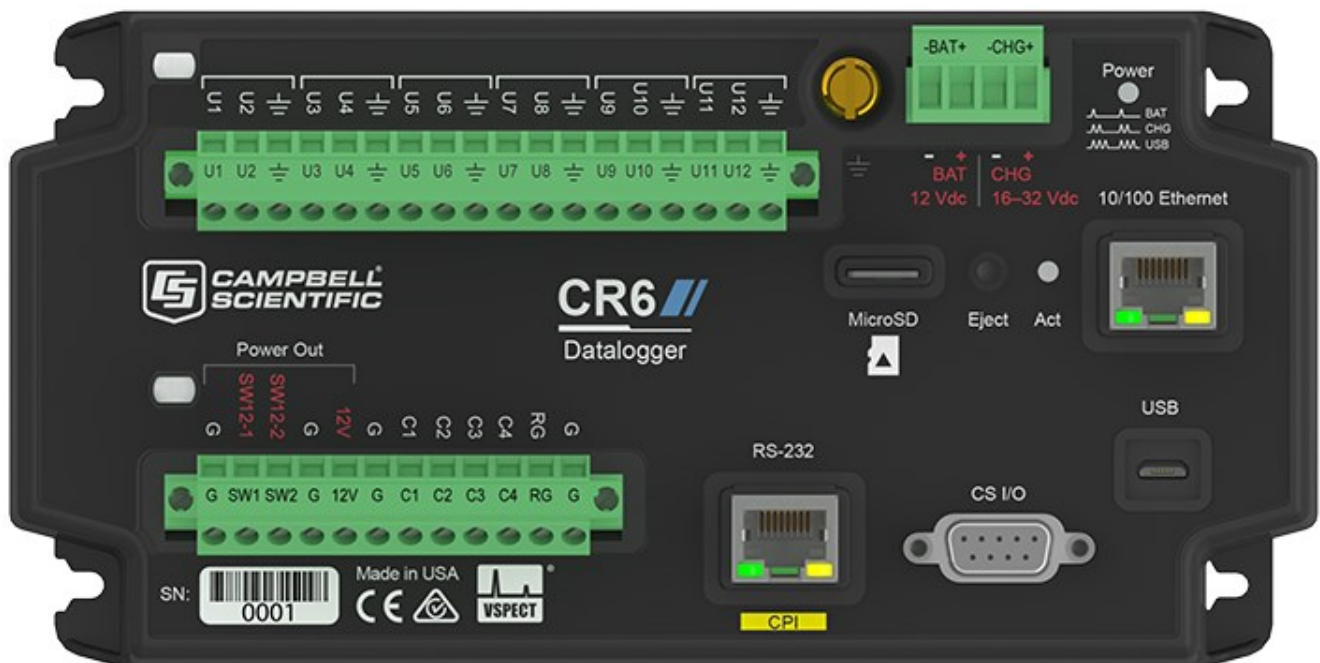 -BAT+ -CHG+
Power
BAT
CHG
USB
U1 U2 U3 U4 U5 U6 U7 U8 U9 U10 U11 U12
U1 U2 U3 U4 U5 U6 U7 U8 U9 U10 U11 U12
- + - +
BAT CHG
12 Vdc 16–32 Vdc
10/100 Ethernet
CAMPBELL®
SCIENTIFIC
CR6
Datalogger
MicroSD Eject Act
Power Out
G SW12-1 SW12-2 G 12V G C1 C2 C3 C4 RG G
G SW1 SW2 G 12V G C1 C2 C3 C4 RG G
USB
RS-232
CS I/O
CPI
SN:
0001
Made in USA
CE
VSPECT®